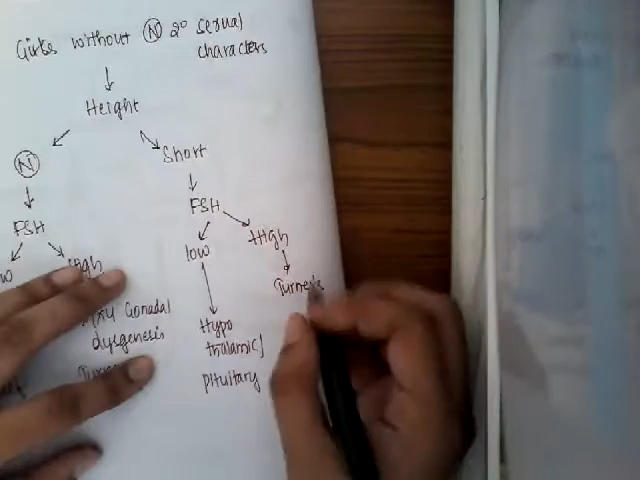 Girls without Ⓝ 2° sexual
characters
Height
Ⓝ
Short
FSH
FSH
High
low
High
Turner's
Gonadal
dysgenesis
Hypo
thalamic/
pituitary